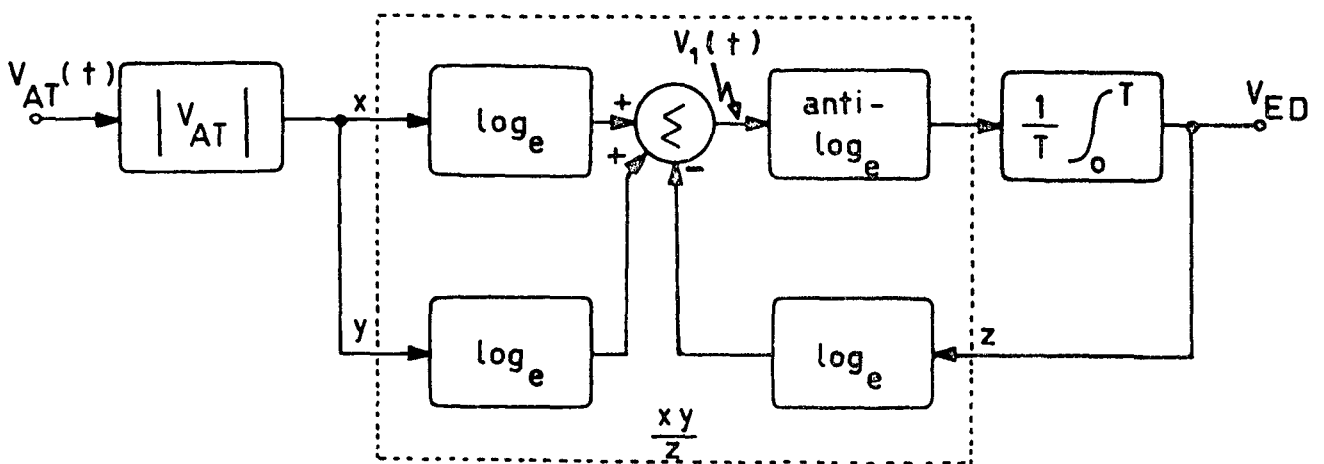 V_AT(t)
|V_AT|
x
log_e
+
Σ
V_1(t)
anti-
log_e
1/T ∫_0^T
V_ED
+
-
y
log_e
log_e
z
xy/z